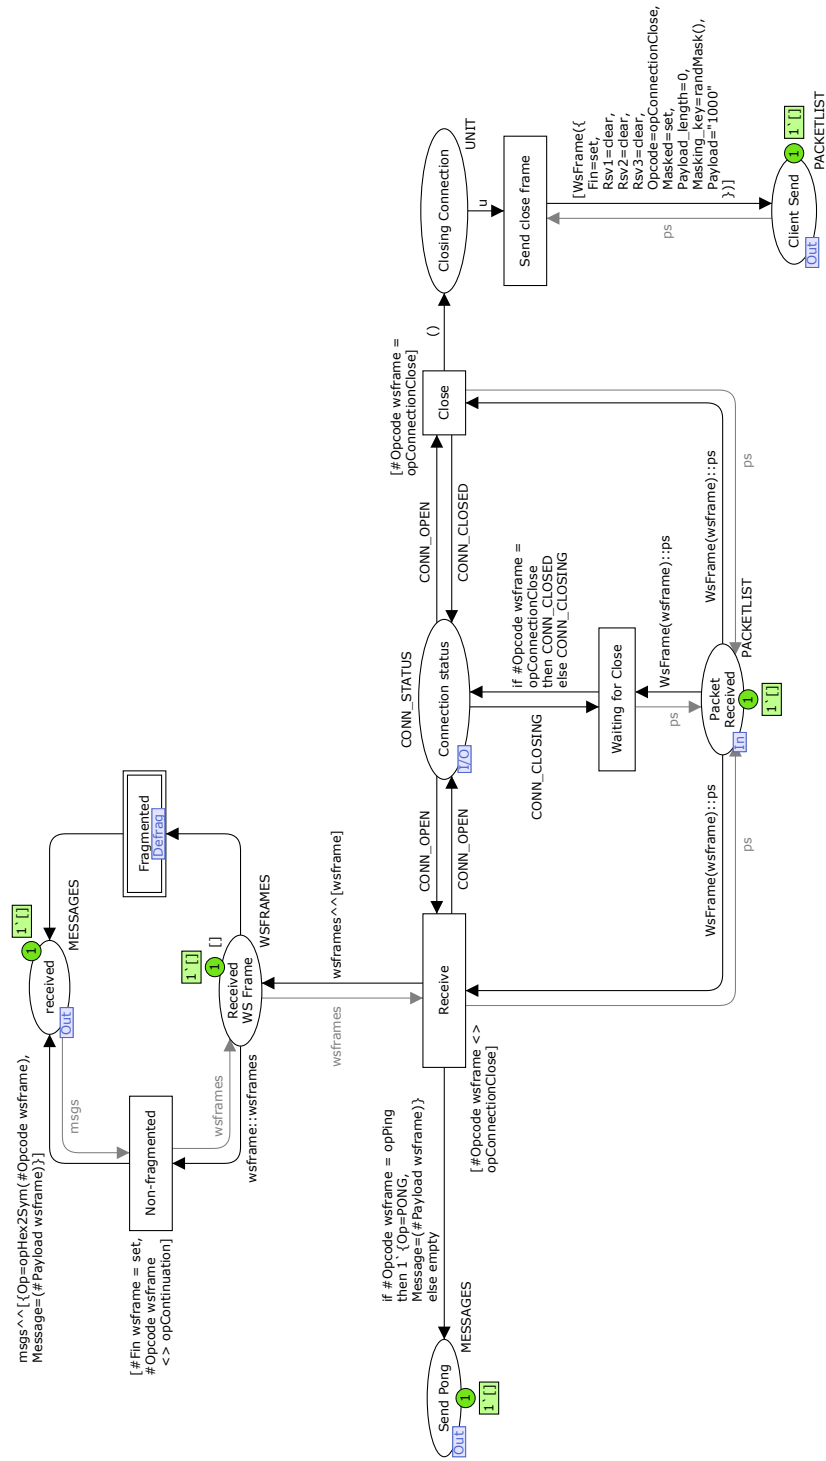 msgs^^[{Op=opHex2Sym(#Opcode wsframe),
Message=(#Payload wsframe)}]
received
1
1`[]
MESSAGES
Out
msgs
[#Fin wsframe = set,
#Opcode wsframe
<> opContinuation]
Non-fragmented
wsframes
wsframe::wsframes
Received
WS Frame
1
1`[]
[]
WSFRAMES
Fragmented
Defrag
wsframes
wsframes^^[wsframe]
Send Pong
Out
1
1`[]
MESSAGES
if #Opcode wsframe = opPing
then 1`{Op=PONG,
Message=(#Payload wsframe)}
else empty
Receive
[#Opcode wsframe <>
opConnectionClose]
CONN_OPEN
CONN_OPEN
CONN_STATUS
Connection status
I/O
CONN_OPEN
CONN_CLOSED
[#Opcode wsframe =
opConnectionClose]
Close
()
Closing Connection
UNIT
u
Send close frame
CONN_CLOSING
if #Opcode wsframe =
opConnectionClose
then CONN_CLOSED
else CONN_CLOSING
Waiting for Close
ps
WsFrame(wsframe)::ps
WsFrame(wsframe)::ps
ps
Packet
Received
In
1
1`[]
PACKETLIST
WsFrame(wsframe)::ps
ps
ps
[WsFrame({
Fin=set,
Rsv1=clear,
Rsv2=clear,
Rsv3=clear,
Opcode=opConnectionClose,
Masked=set,
Payload_length=0,
Masking_key=randMask(),
Payload="1000"
})]
Client Send
Out
1
1`[]
PACKETLIST